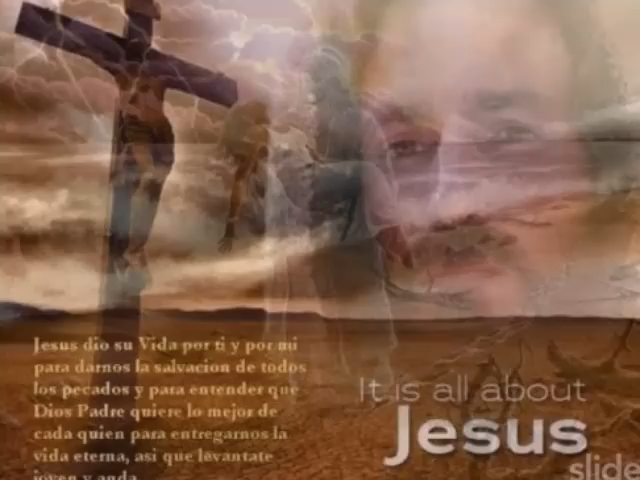 Jesus dio su Vida por ti y por mi
para darnos la salvacion de todos
los pecados y para entender que
Dios Padre quiere lo mejor de
cada quien para entregarnos la
vida eterna, asi que levantate
joven y anda
It is all about
Jesus
slide